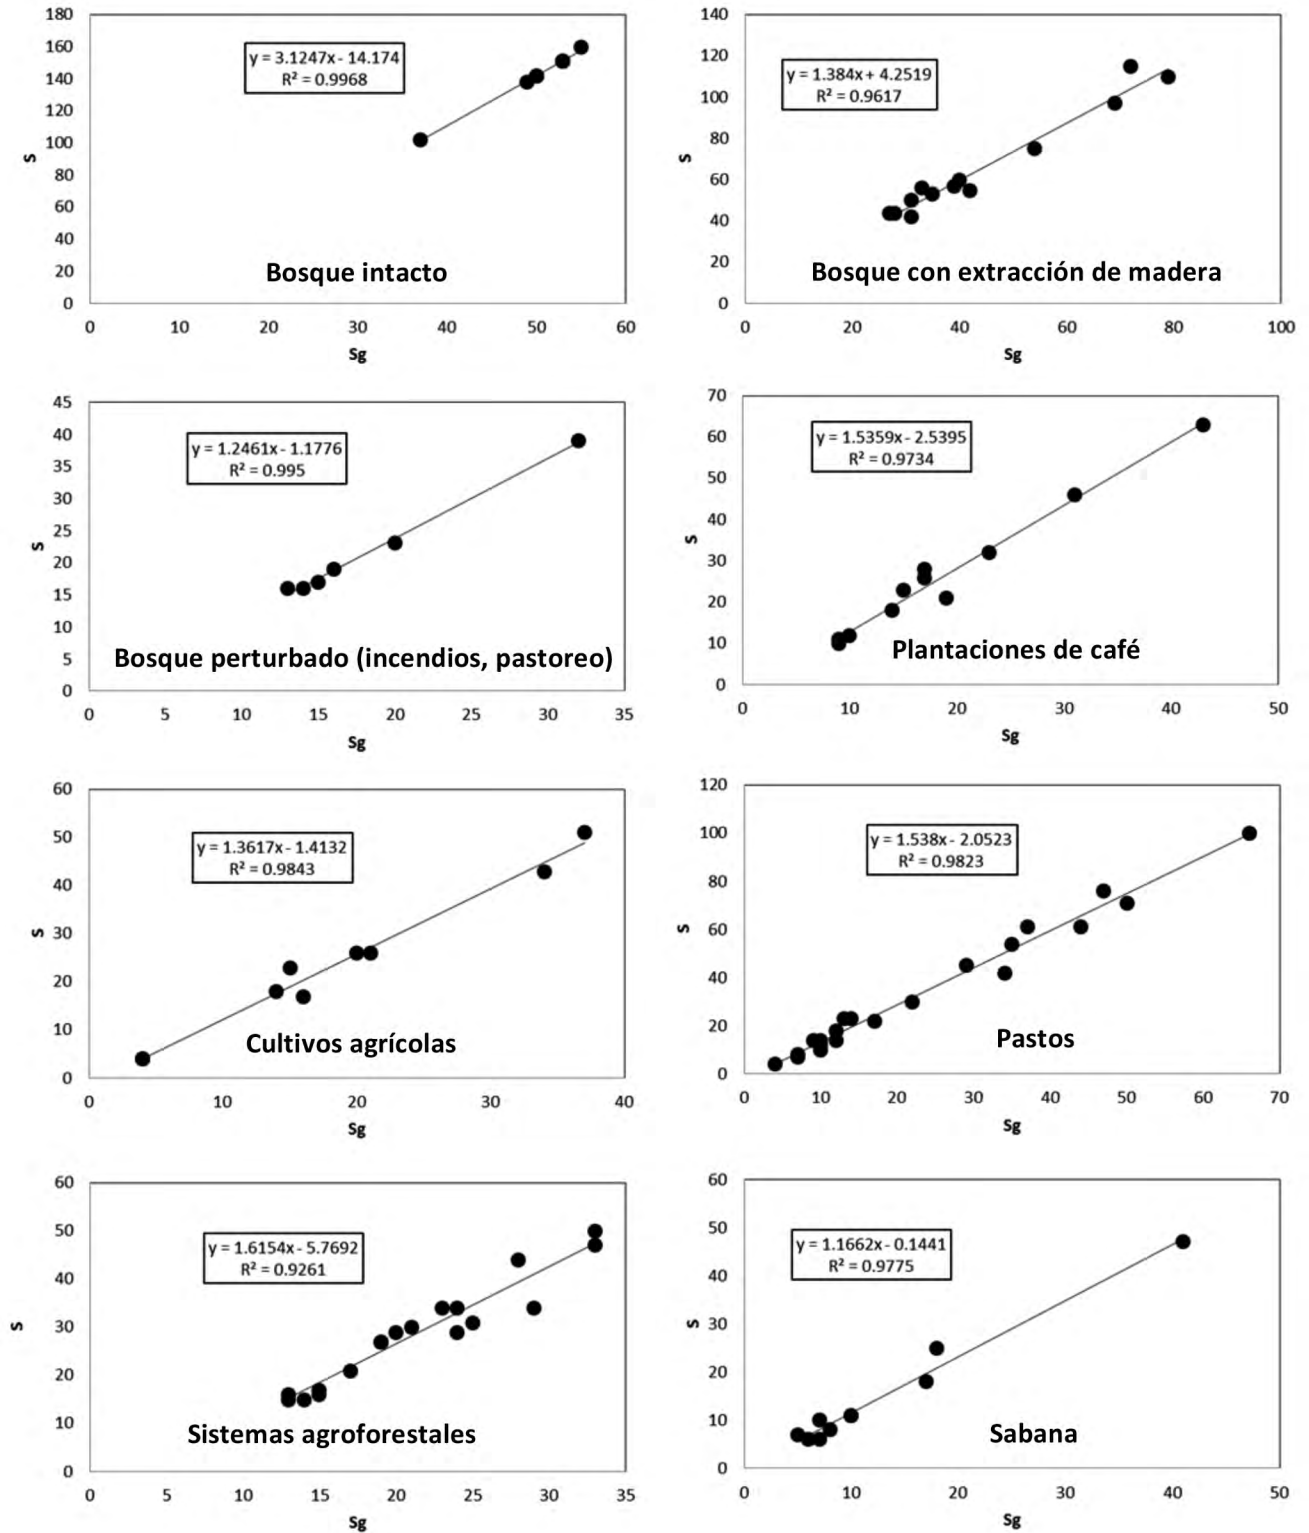 180
160
140
120
100
80
60
40
20
0
y = 3.1247x - 14.174
R² = 0.9968
S
Bosque intacto
0 10 20 30 40 50 60
Sg
140
120
100
80
60
40
20
0
y = 1.384x + 4.2519
R² = 0.9617
S
Bosque con extracción de madera
0 20 40 60 80 100
Sg
45
40
35
30
25
20
15
10
5
0
y = 1.2461x - 1.1776
R² = 0.995
S
Bosque perturbado (incendios, pastoreo)
0 5 10 15 20 25 30 35
Sg
70
60
50
40
30
20
10
0
y = 1.5359x - 2.5395
R² = 0.9734
S
Plantaciones de café
0 10 20 30 40 50
Sg
60
50
40
30
20
10
0
y = 1.3617x - 1.4132
R² = 0.9843
S
Cultivos agrícolas
0 10 20 30 40
Sg
120
100
80
60
40
20
0
y = 1.538x - 2.0523
R² = 0.9823
S
Pastos
0 10 20 30 40 50 60 70
Sg
60
50
40
30
20
10
0
y = 1.6154x - 5.7692
R² = 0.9261
S
Sistemas agroforestales
0 5 10 15 20 25 30 35
Sg
60
50
40
30
20
10
0
y = 1.1662x - 0.1441
R² = 0.9775
S
Sabana
0 10 20 30 40 50
Sg